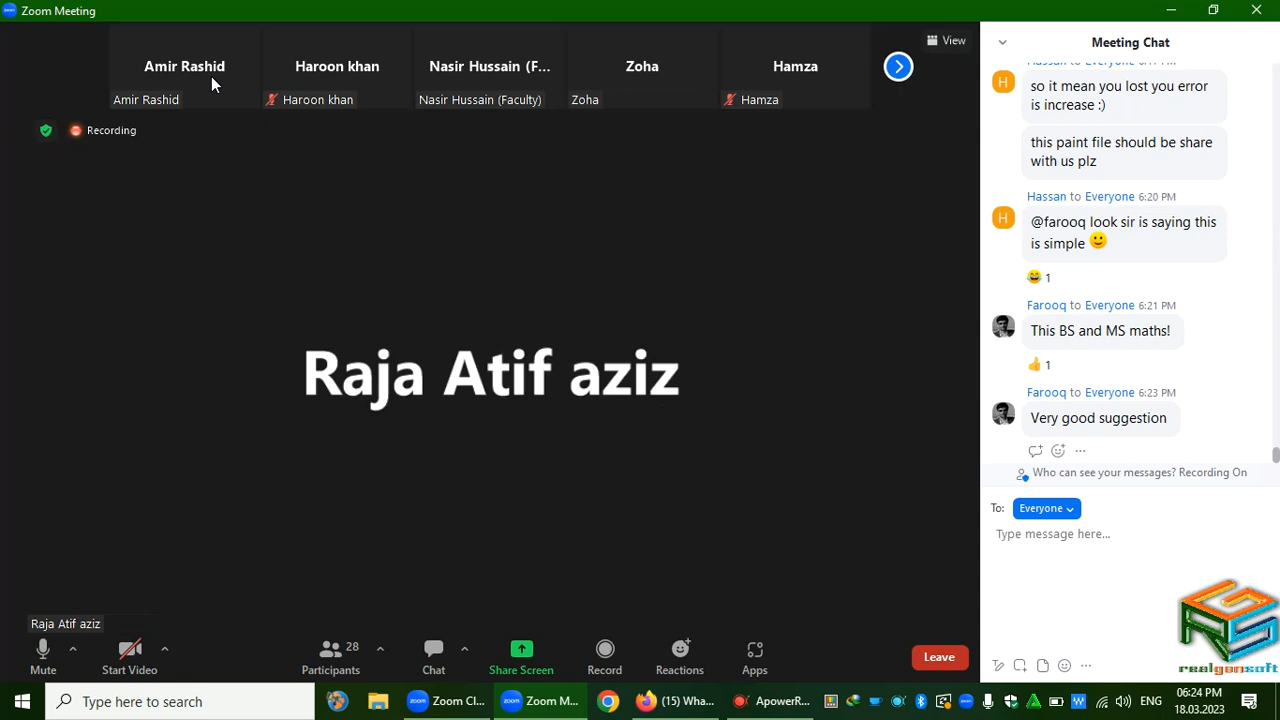 Zoom Meeting
Amir Rashid
Haroon khan
Nasir Hussain (F...
Zoha
Hamza
View
Amir Rashid
Haroon khan
Nasir Hussain (Faculty)
Zoha
Hamza
Recording
Raja Atif aziz
Raja Atif aziz
Mute
Start Video
28
Participants
Chat
Share Screen
Record
Reactions
Apps
Leave
Meeting Chat
H
so it mean you lost you error
is increase :)
this paint file should be share
with us plz
Hassan to Everyone 6:20 PM
H
@farooq look sir is saying this
is simple 🙂
😂 1
Farooq to Everyone 6:21 PM
This BS and MS maths!
👍 1
Farooq to Everyone 6:23 PM
Very good suggestion
Who can see your messages? Recording On
To: Everyone
Type message here...
realgonsoft
Type here to search
Zoom Cl...
Zoom M...
(15) Wha...
ApowerR...
ENG
06:24 PM
18.03.2023